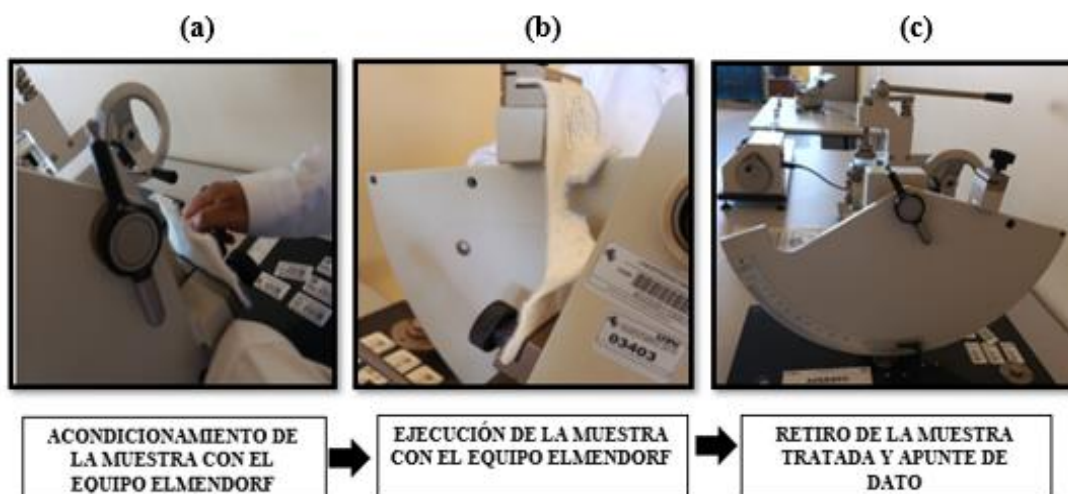 (a)
(b)
(c)
03403
ACONDICIONAMIENTO DE
LA MUESTRA CON EL
EQUIPO ELMENDORF
EJECUCIÓN DE LA MUESTRA
CON EL EQUIPO ELMENDORF
RETIRO DE LA MUESTRA
TRATADA Y APUNTE DE
DATO